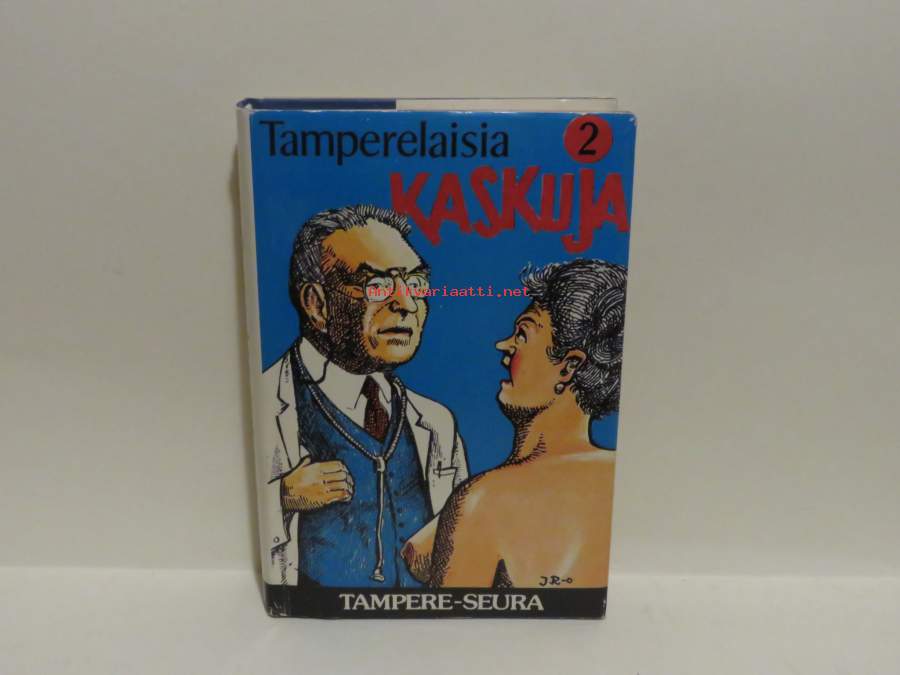 Tamperelaisia
2
KASKUJA
Antikvariaatti.net
JR-o
TAMPERE-SEURA